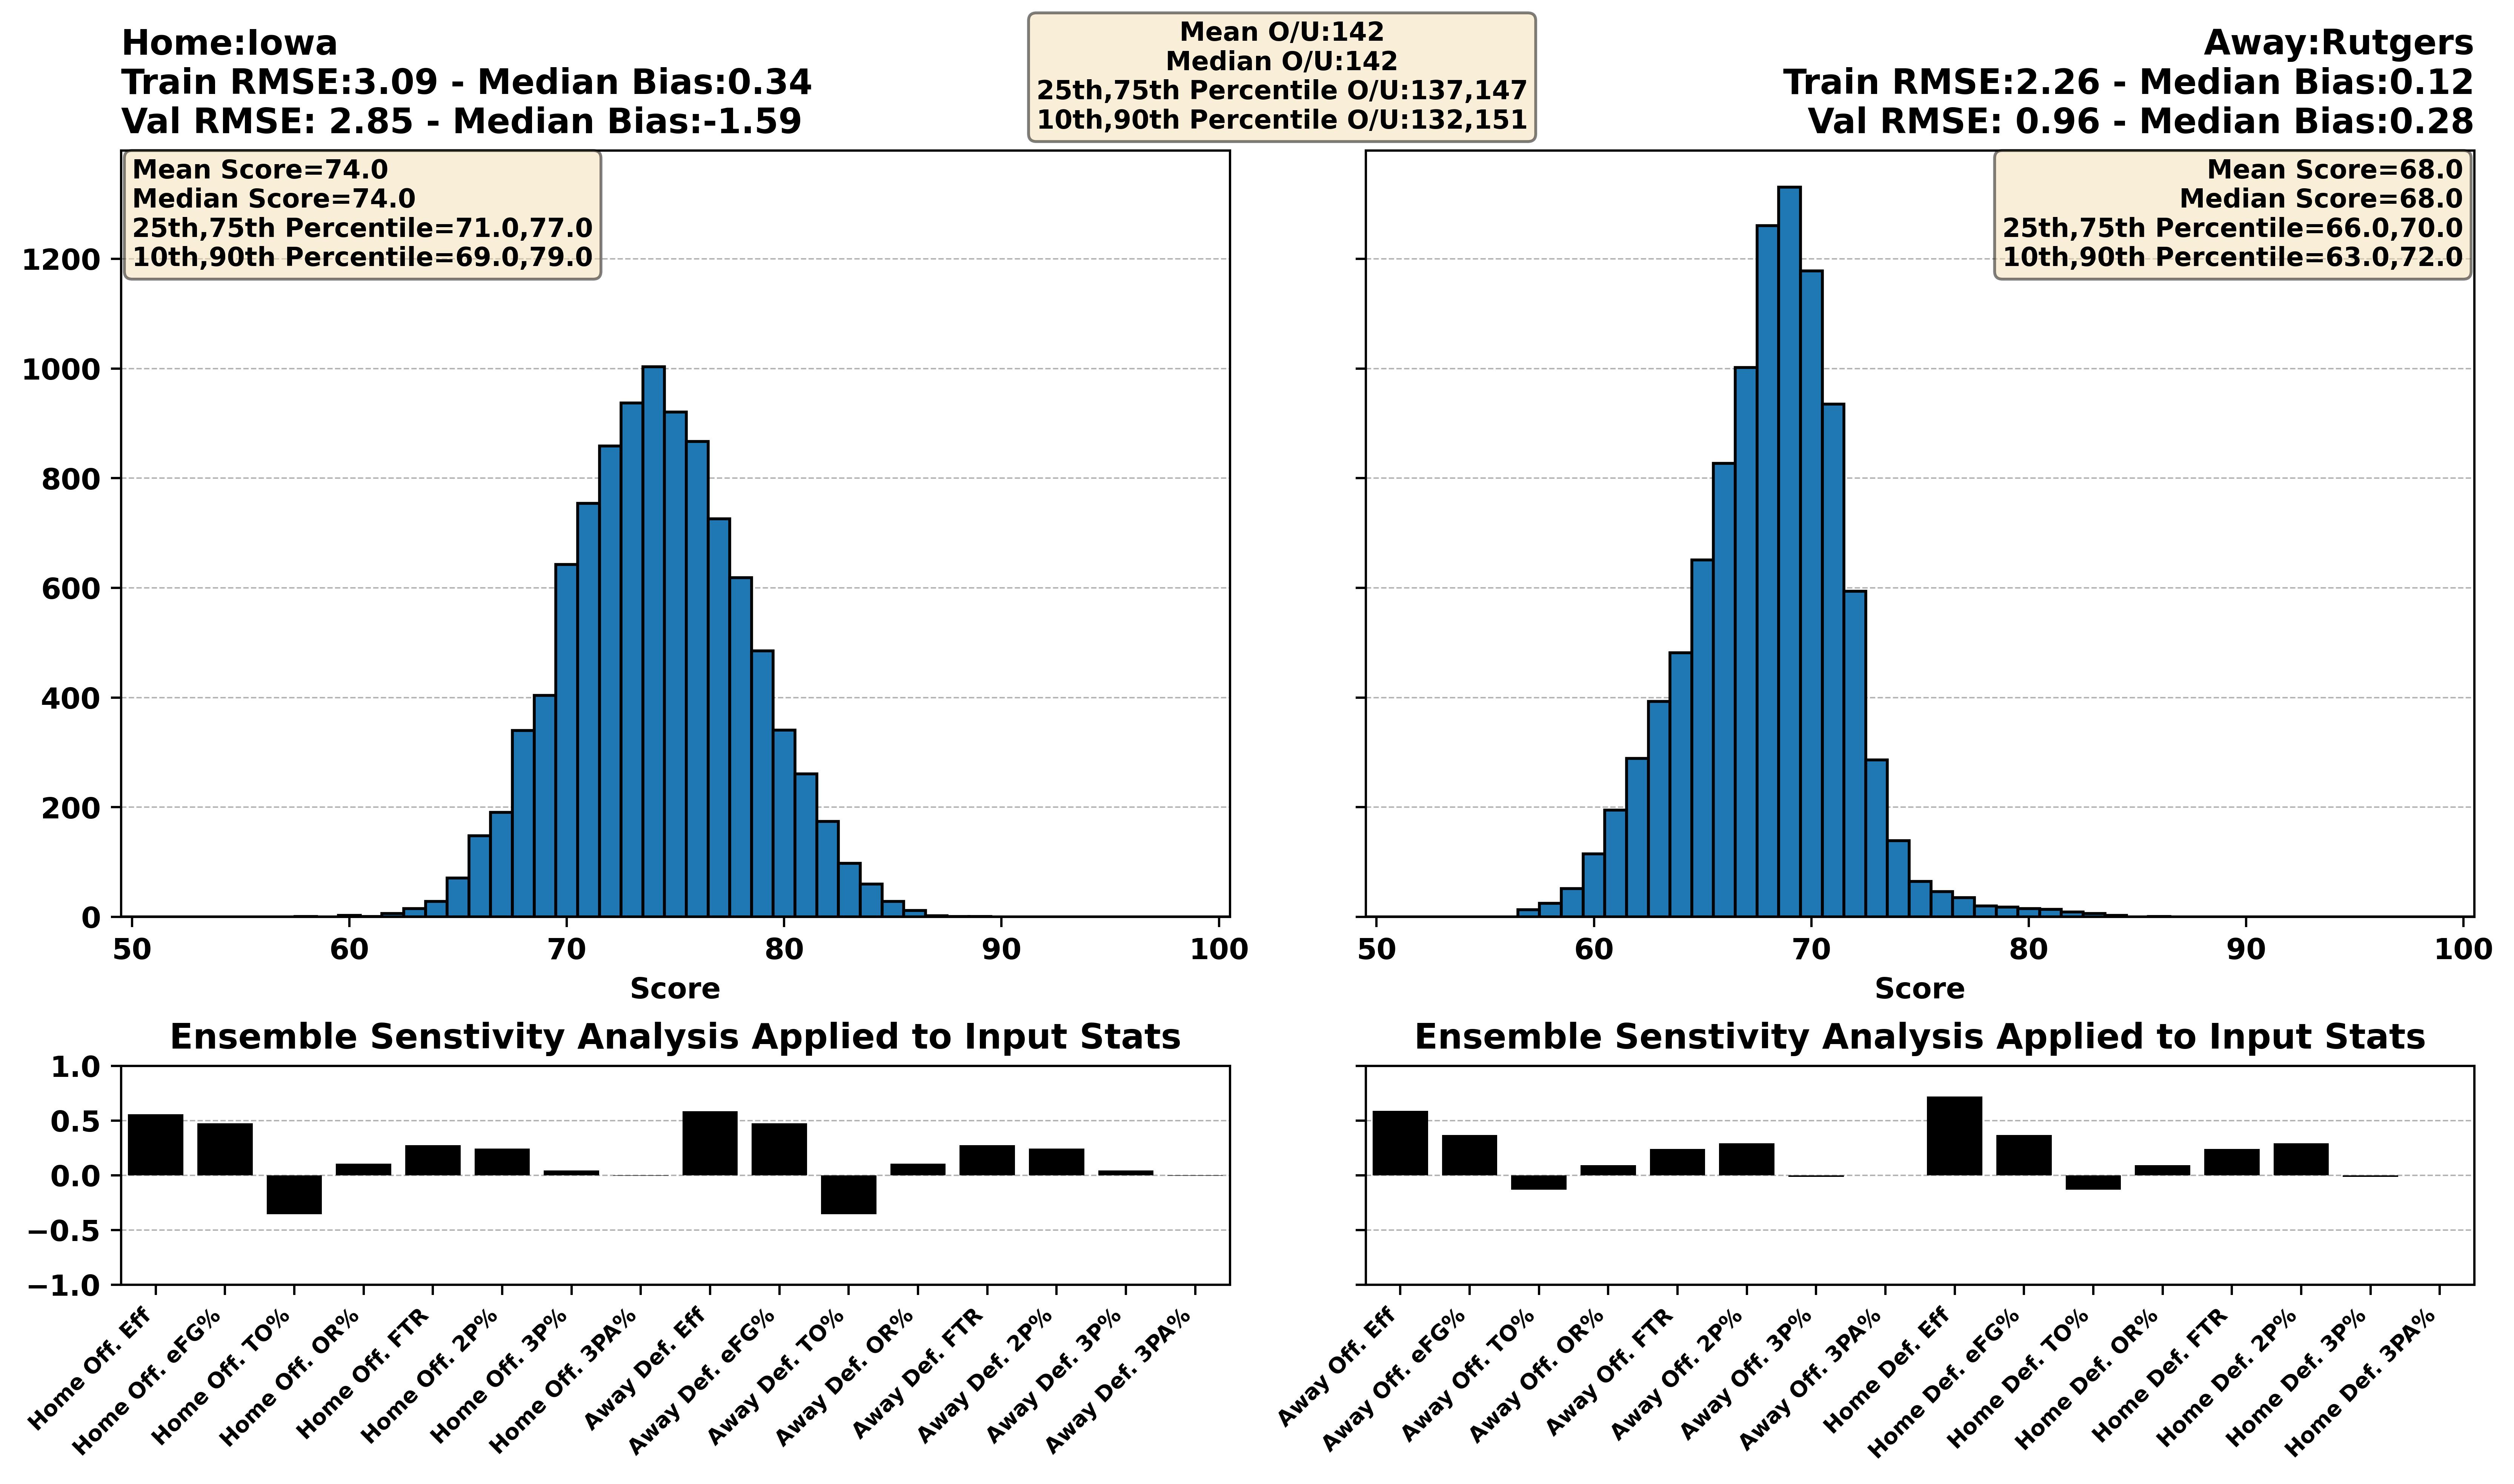 Mean O/U:142
Median O/U:142
25th,75th Percentile O/U:137,147
10th,90th Percentile O/U:132,151
Home:Iowa
Train RMSE:3.09 - Median Bias:0.34
Val RMSE: 2.85 - Median Bias:-1.59
Away:Rutgers
Train RMSE:2.26 - Median Bias:0.12
Val RMSE: 0.96 - Median Bias:0.28
Mean Score=74.0
Median Score=74.0
25th,75th Percentile=71.0,77.0
10th,90th Percentile=69.0,79.0
Mean Score=68.0
Median Score=68.0
25th,75th Percentile=66.0,70.0
10th,90th Percentile=63.0,72.0
1200
1000
800
600
400
200
0
50 60 70 80 90 100
Score
50 60 70 80 90 100
Score
Ensemble Senstivity Analysis Applied to Input Stats
Ensemble Senstivity Analysis Applied to Input Stats
1.0
0.5
0.0
−0.5
−1.0
Home Off. Eff
Home Off. eFG%
Home Off. TO%
Home Off. OR%
Home Off. FTR
Home Off. 2P%
Home Off. 3P%
Home Off. 3PA%
Away Def. Eff
Away Def. eFG%
Away Def. TO%
Away Def. OR%
Away Def. FTR
Away Def. 2P%
Away Def. 3P%
Away Def. 3PA%
Away Off. Eff
Away Off. eFG%
Away Off. TO%
Away Off. OR%
Away Off. FTR
Away Off. 2P%
Away Off. 3P%
Away Off. 3PA%
Home Def. Eff
Home Def. eFG%
Home Def. TO%
Home Def. OR%
Home Def. FTR
Home Def. 2P%
Home Def. 3P%
Home Def. 3PA%